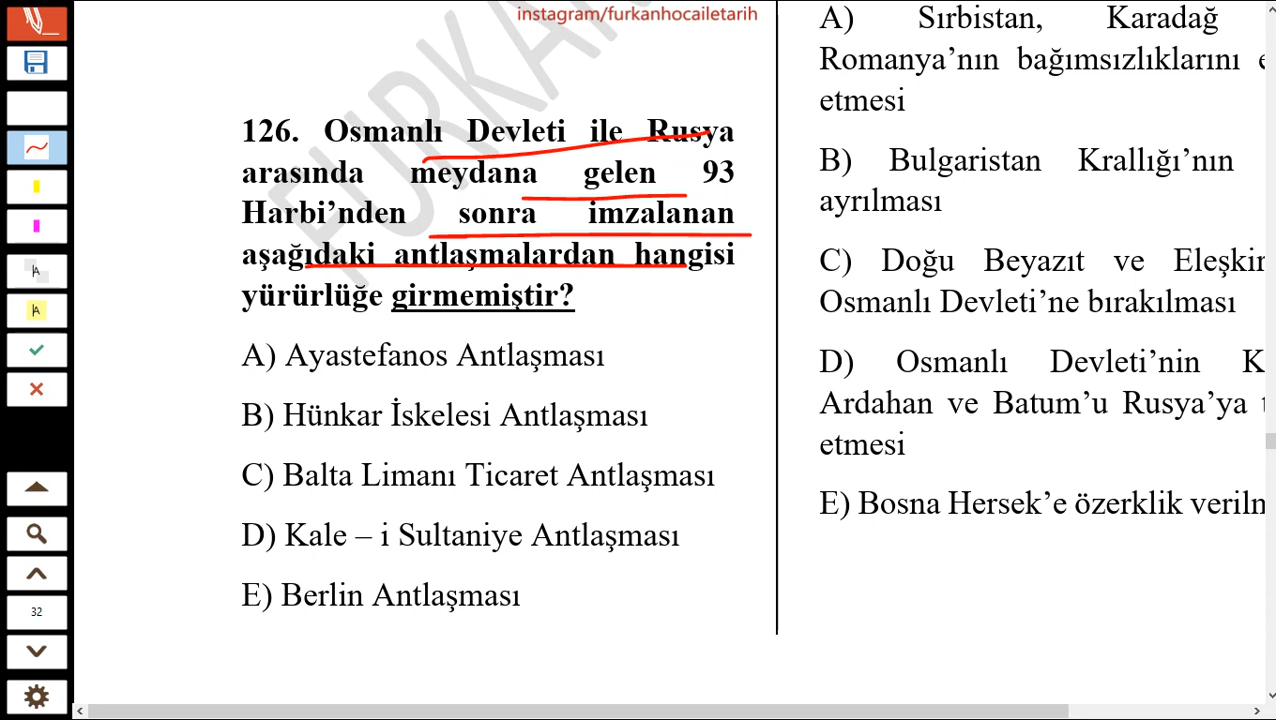 instagram/furkanhocailetarih
FURKAN
126. Osmanlı Devleti ile Rusya
arasında meydana gelen 93
Harbi’nden sonra imzalanan
aşağıdaki antlaşmalardan hangisi
yürürlüğe girmemiştir?
A) Ayastefanos Antlaşması
B) Hünkar İskelesi Antlaşması
C) Balta Limanı Ticaret Antlaşması
D) Kale – i Sultaniye Antlaşması
E) Berlin Antlaşması
A) Sırbistan, Karadağ
Romanya’nın bağımsızlıklarını
etmesi
B) Bulgaristan Krallığı’nın
ayrılması
C) Doğu Beyazıt ve
Osmanlı Devleti’ne bırakılması
D) Osmanlı Devleti’nin
Ardahan ve Batum’u Rusya’ya
etmesi
E) Bosna Hersek’e özerklik
32